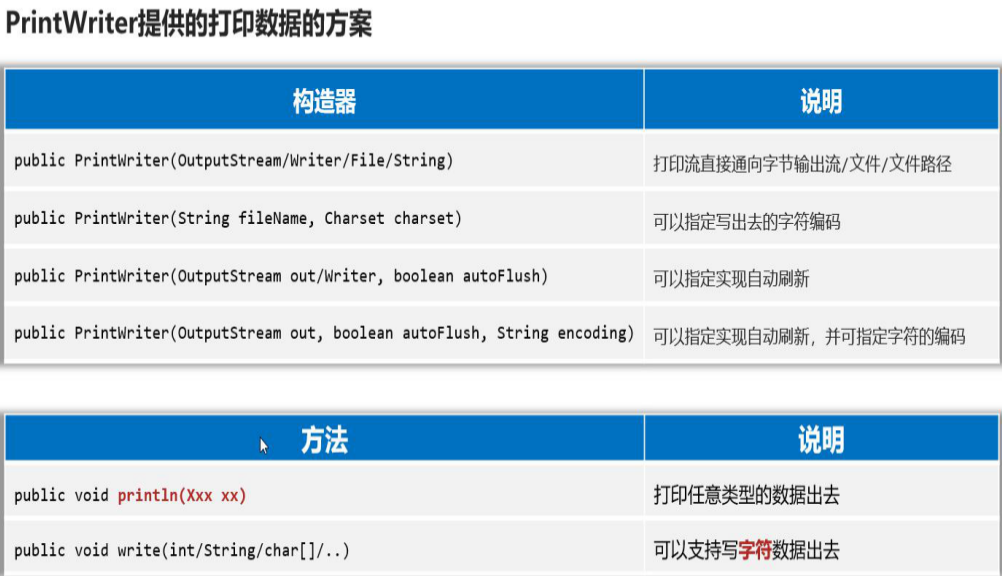 PrintWriter提供的打印数据的方案
构造器 说明
public PrintWriter(OutputStream/Writer/File/String) 打印流直接通向字节输出流/文件/文件路径
public PrintWriter(String fileName, Charset charset) 可以指定写出去的字符编码
public PrintWriter(OutputStream out/Writer, boolean autoFlush) 可以指定实现自动刷新
public PrintWriter(OutputStream out, boolean autoFlush, String encoding) 可以指定实现自动刷新，并可指定字符的编码
方法 说明
public void println(Xxx xx) 打印任意类型的数据出去
public void write(int/String/char[]/..) 可以支持写字符数据出去